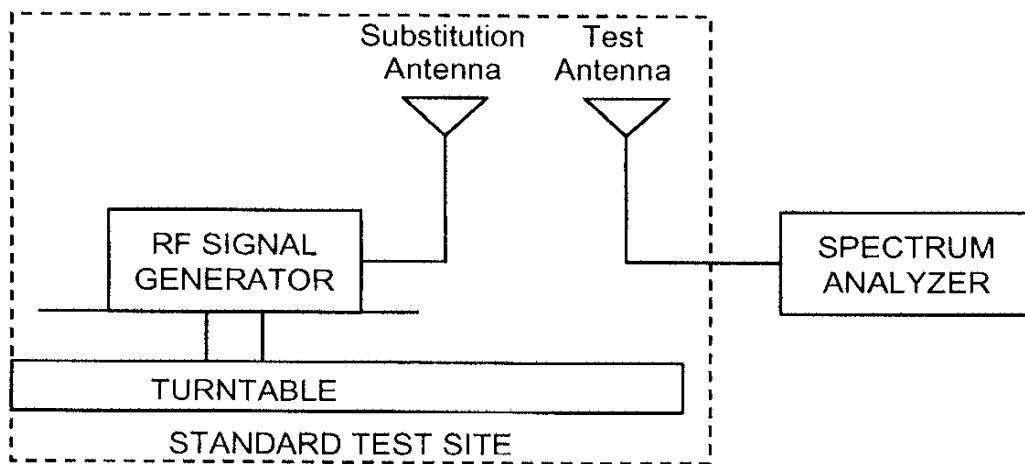 Substitution
Antenna
Test
Antenna
RF SIGNAL
GENERATOR
SPECTRUM
ANALYZER
TURNTABLE
STANDARD TEST SITE